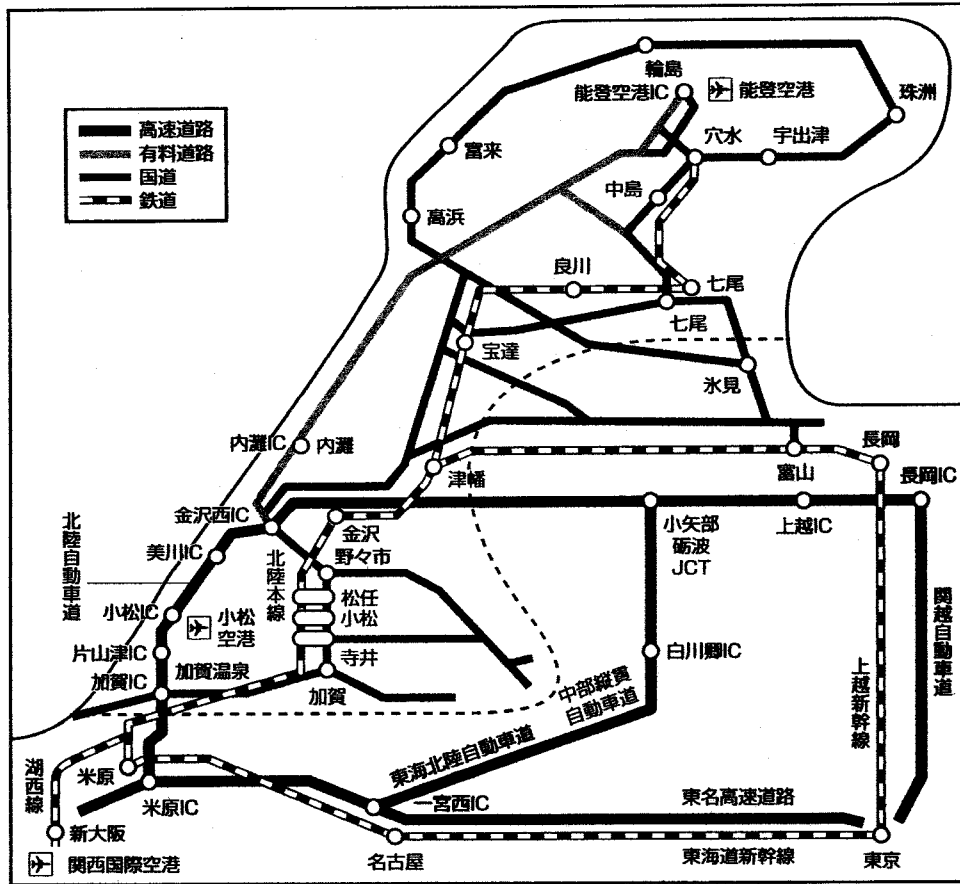 高速道路
有料道路
国道
鉄道
輪島
能登空港IC
能登空港
珠洲
穴水
宇出津
富来
中島
高浜
良川
七尾
七尾
宝達
氷見
内灘IC
内灘
津幡
富山
長岡
長岡IC
金沢西IC
金沢
小矢部
砺波
JCT
上越IC
北陸自動車道
美川IC
北陸本線
野々市
松任
小松
小松IC
小松
空港
寺井
片山津IC
加賀IC
加賀温泉
加賀
白川郷IC
関越自動車道
上越新幹線
中部縦貫
自動車道
東海北陸自動車道
湖西線
米原
米原IC
一宮西IC
東名高速道路
新大阪
関西国際空港
名古屋
東海道新幹線
東京